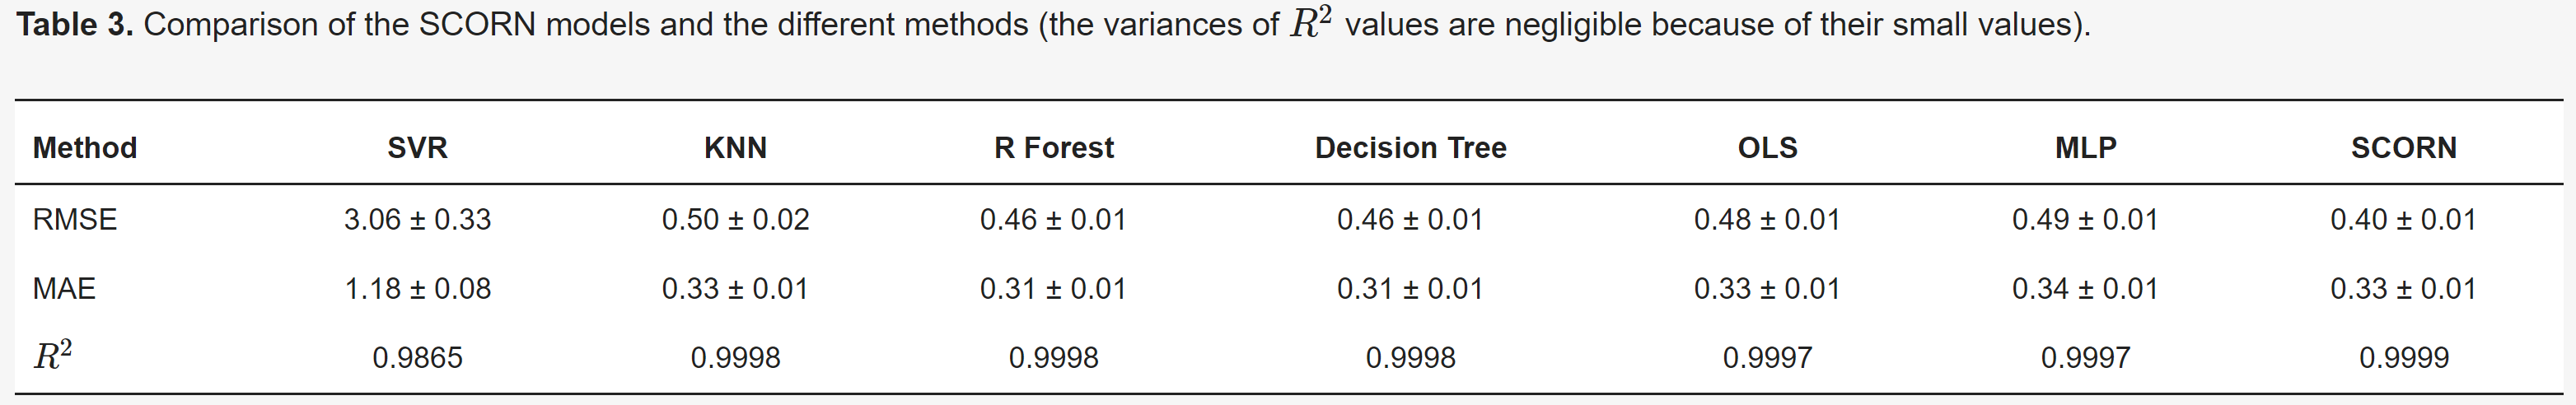 Table 3. Comparison of the SCORN models and the different methods (the variances of R² values are negligible because of their small values).
Method SVR KNN R Forest Decision Tree OLS MLP SCORN
RMSE 3.06 ± 0.33 0.50 ± 0.02 0.46 ± 0.01 0.46 ± 0.01 0.48 ± 0.01 0.49 ± 0.01 0.40 ± 0.01
MAE 1.18 ± 0.08 0.33 ± 0.01 0.31 ± 0.01 0.31 ± 0.01 0.33 ± 0.01 0.34 ± 0.01 0.33 ± 0.01
R² 0.9865 0.9998 0.9998 0.9998 0.9997 0.9997 0.9999